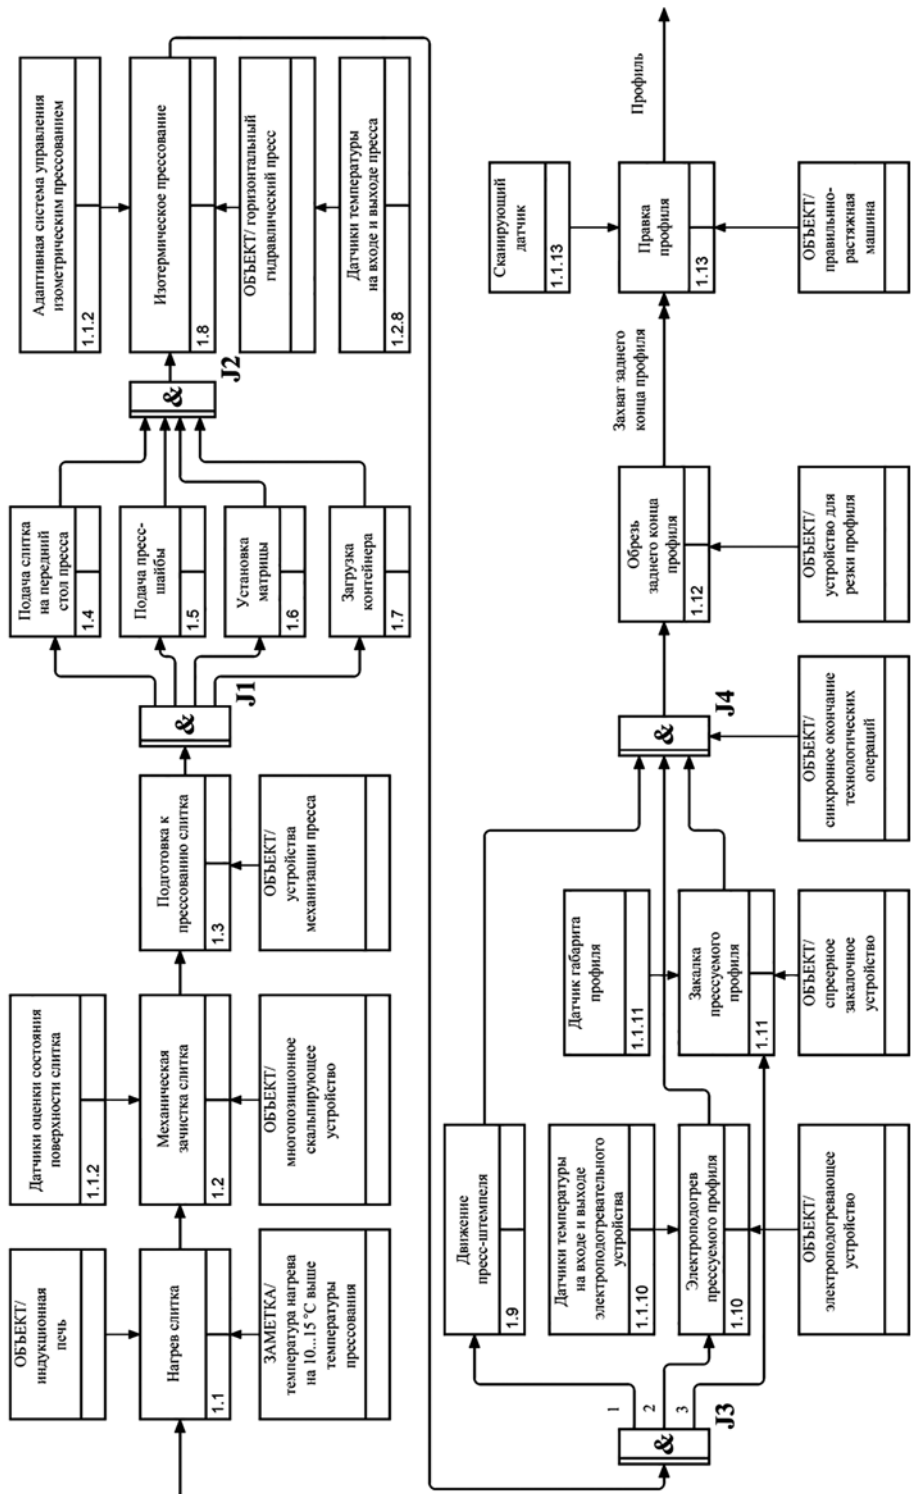 ОБЪЕКТ/
индукционная
печь
Нагрев слитка
1.1
ЗАМЕТКА/
температура нагрева
на 10...15 °С выше
температуры
прессования
Датчики оценки состояния
поверхности слитка
1.1.2
Механическая
зачистка слитка
1.2
ОБЪЕКТ/
многопозиционное
скальпирующее
устройство
Подготовка к
прессованию слитка
1.3
ОБЪЕКТ/
устройства
механизации пресса
&
J1
Подача слитка
на передний
стол пресса
1.4
Подача пресс-
шайбы
1.5
Установка
матрицы
1.6
Загрузка
контейнера
1.7
&
J2
Адаптивная система управления
изометрическим прессованием
1.1.2
Изотермическое прессование
1.8
ОБЪЕКТ/ горизонтальный
гидравлический пресс
Датчики температуры
на входе и выходе пресса
1.2.8
&
J3
1
2
3
Движение
пресс-штемпеля
1.9
Датчики температуры
на входе и выходе
электроподогревательного
устройства
1.1.10
Электроподогрев
прессуемого профиля
1.10
ОБЪЕКТ/
электроподогревающее
устройство
Датчик габарита
профиля
1.1.11
Закалка
прессуемого
профиля
1.11
ОБЪЕКТ/
спреерное
закалочное
устройство
&
J4
ОБЪЕКТ/
синхронное окончание
технологических
операций
Обрезь
заднего конца
профиля
1.12
ОБЪЕКТ/
устройство для
резки профиля
Захват заднего
конца профиля
Сканирующий
датчик
1.1.13
Правка
профиля
1.13
ОБЪЕКТ/
правильнно-
растяжная
машина
Профиль